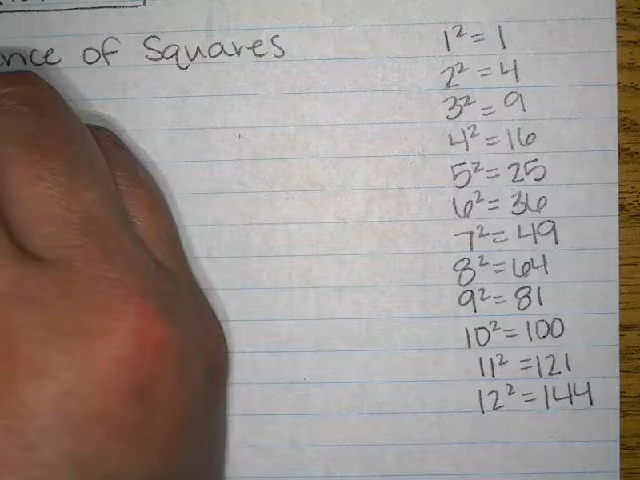 nce of Squares
1² = 1
2² = 4
3² = 9
4² = 16
5² = 25
6² = 36
7² = 49
8² = 64
9² = 81
10² = 100
11² = 121
12² = 144